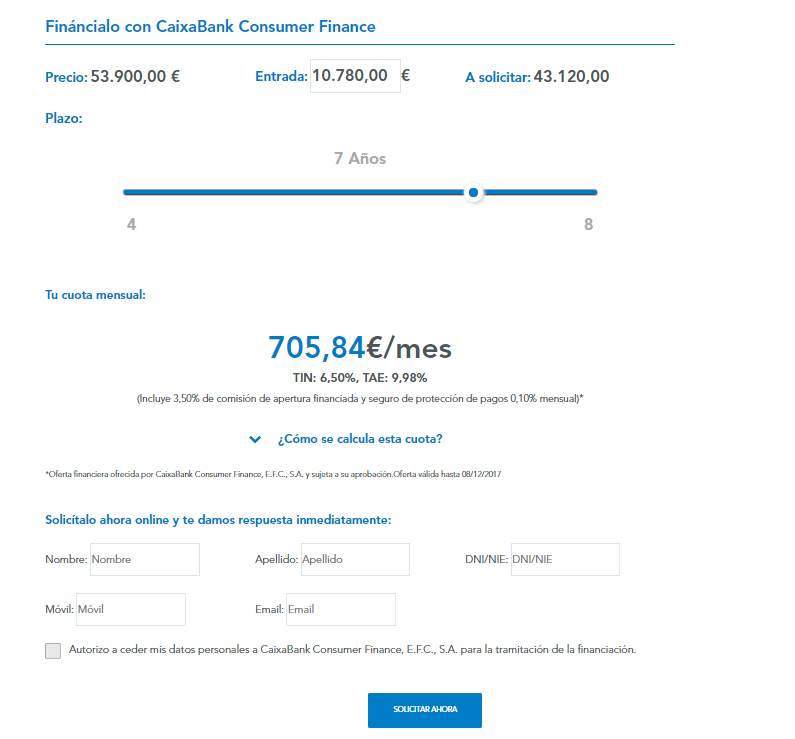 Fináncialo con CaixaBank Consumer Finance
Precio: 53.900,00 € Entrada: 10.780,00 € A solicitar: 43.120,00
Plazo:
7 Años
4 8
Tu cuota mensual:
705,84€/mes
TIN: 6,50%, TAE: 9,98%
(Incluye 3,50% de comisión de apertura financiada y seguro de protección de pagos 0,10% mensual)*
¿Cómo se calcula esta cuota?
*Oferta financiera ofrecida por CaixaBank Consumer Finance, E.F.C., S.A. y sujeta a su aprobación.Oferta válida hasta 08/12/2017
Solicítalo ahora online y te damos respuesta inmediatamente:
Nombre: Nombre Apellido: Apellido DNI/NIE: DNI/NIE
Móvil: Móvil Email: Email
Autorizo a ceder mis datos personales a CaixaBank Consumer Finance, E.F.C., S.A. para la tramitación de la financiación.
SOLICITAR AHORA